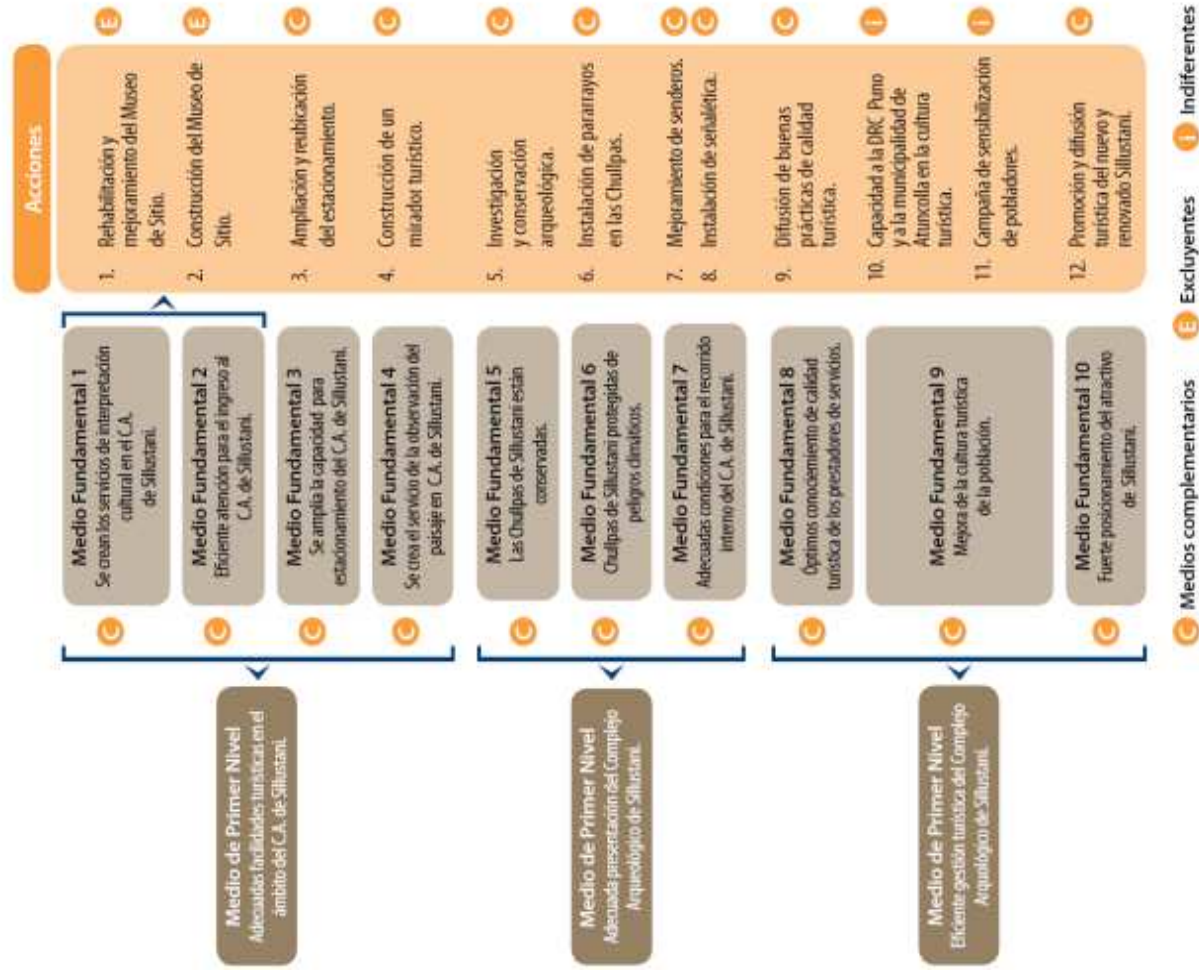 Acciones
Medio de Primer Nivel
Adecuadas facilidades turísticas en el
ámbito del C.A. de Sillustani.
C
Medio Fundamental 1
Se crean los servicios de interpretación
cultural en el C.A.
de Sillustani.
C
Medio Fundamental 2
Eficiente atención para el ingreso al
C.A. de Sillustani.
C
Medio Fundamental 3
Se amplía la capacidad para
estacionamiento del C.A. de Sillustani.
C
Medio Fundamental 4
Se crea el servicio de la observación del
paisaje en C.A. de Sillustani.
1. Rehabilitación y
mejoramiento del Museo
de Sitio.
E
2. Construcción del Museo de
Sitio.
E
3. Ampliación y reubicación
del estacionamiento.
C
4. Construcción de un
mirador turístico.
C
Medio de Primer Nivel
Adecuada presentación del Complejo
Arqueológico de Sillustani.
C
Medio Fundamental 5
Las Chullpas de Sillustani están
conservadas.
C
Medio Fundamental 6
Chullpas de Sillustani protegidas de
peligros climáticos.
C
Medio Fundamental 7
Adecuadas condiciones para el recorrido
interno del C.A. de Sillustani.
5. Investigación
y conservación
arqueológica.
C
6. Instalación de pararrayos
en las Chullpas.
C
7. Mejoramiento de senderos.
C
8. Instalación de señalética.
C
Medio de Primer Nivel
Eficiente gestión turística del Complejo
Arquológico de Sillustani.
C
Medio Fundamental 8
Optimos conocimiento de calidad
turística de los prestadores de servicios.
C
Medio Fundamental 9
Mejora de la cultura turística
de la población.
C
Medio Fundamental 10
Fuerte posicionamiento del atractivo
de Sillustani.
9. Difusión de buenas
prácticas de calidad
turística.
C
10. Capacidad a la DRC Puno
y a la municipalidad de
Atuncola en la cultura
turística.
i
11. Campaña de sensibilización
de pobladores.
i
12. Promoción y difusión
turística del nuevo y
renovado Sillustani.
C
C Medios complementarios E Excluyentes i Indiferentes